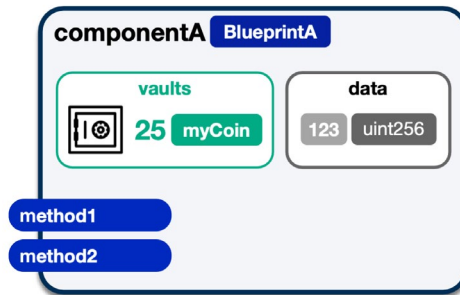 componentA BlueprintA
vaults
25 myCoin
data
123 uint256
method1
method2